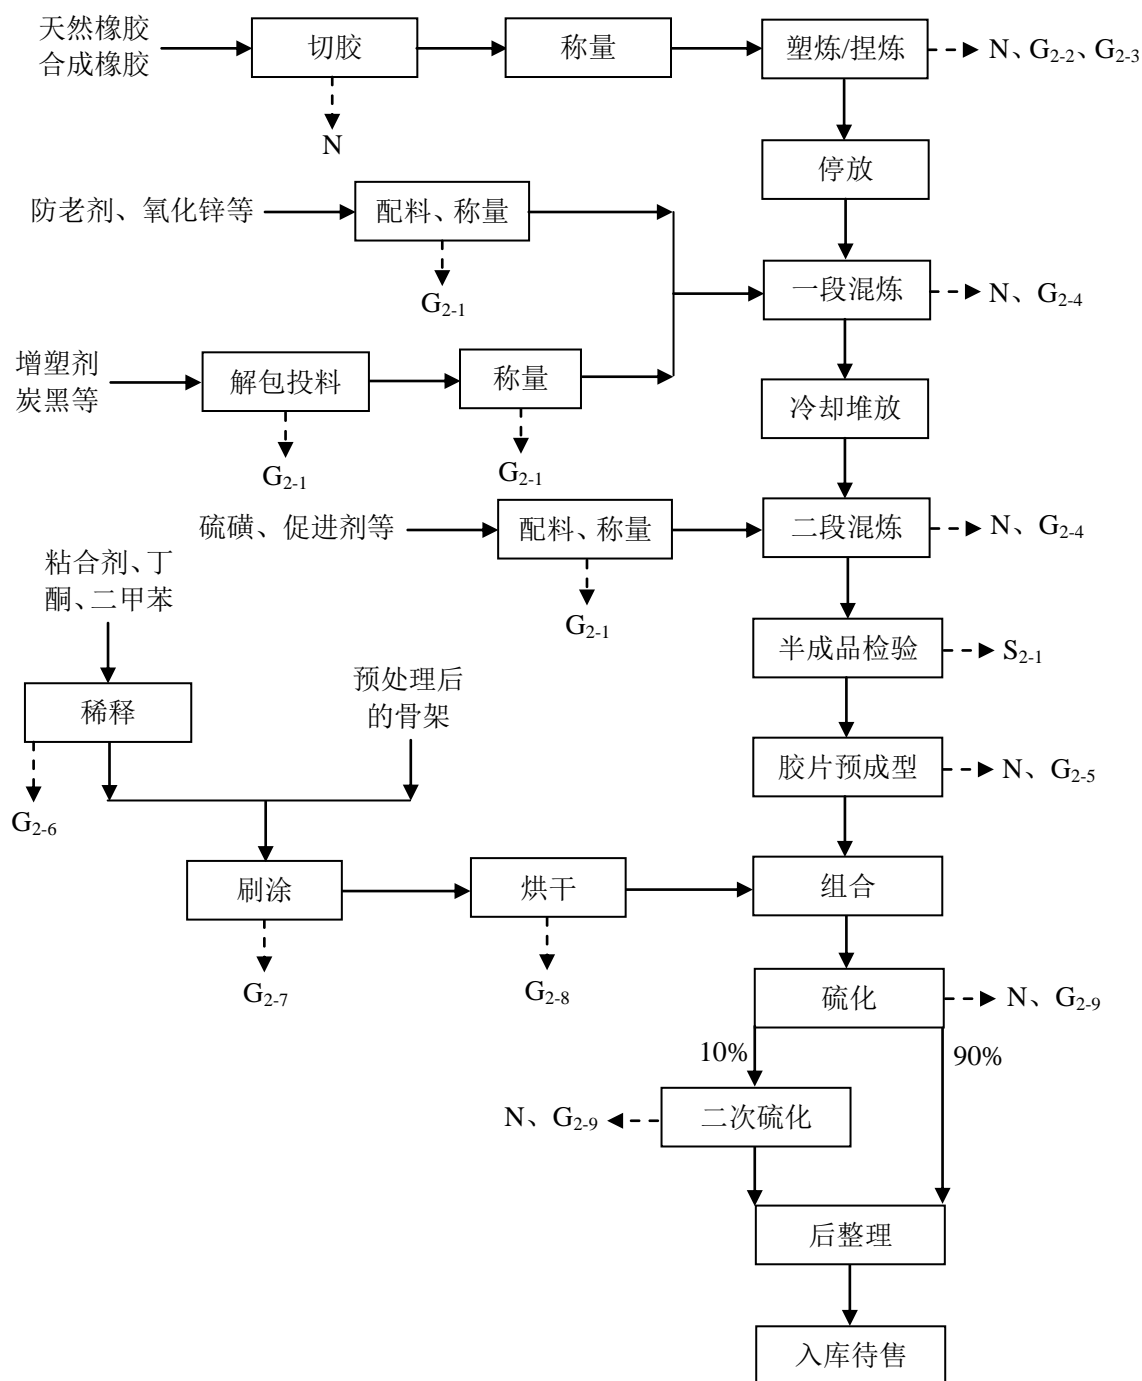 天然橡胶
合成橡胶
切胶
称量
塑炼/捏炼
N、G2-2、G2-3
N
停放
防老剂、氧化锌等
配料、称量
G2-1
一段混炼
N、G2-4
增塑剂
炭黑等
解包投料
称量
G2-1
G2-1
冷却堆放
硫磺、促进剂等
配料、称量
G2-1
二段混炼
N、G2-4
粘合剂、丁
酮、二甲苯
半成品检验
S2-1
稀释
预处理后
的骨架
G2-6
胶片预成型
N、G2-5
刷涂
G2-7
烘干
G2-8
组合
硫化
N、G2-9
10%
90%
N、G2-9
二次硫化
后整理
入库待售